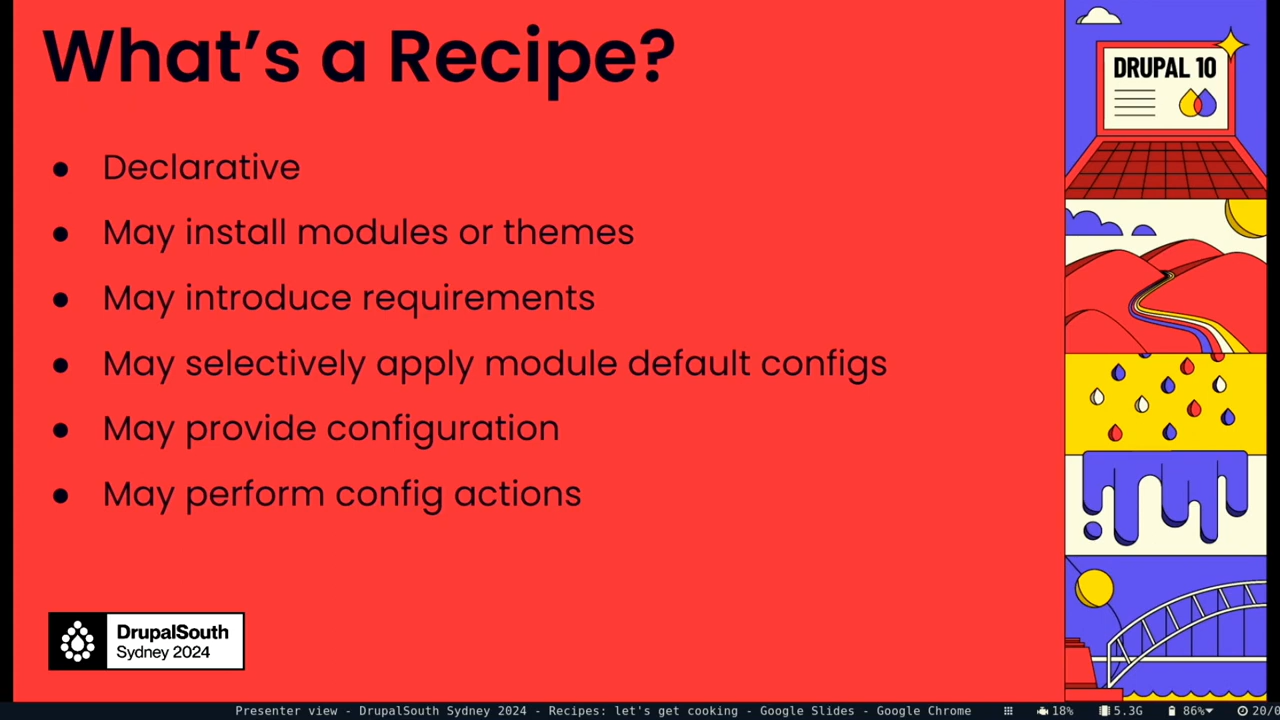 What’s a Recipe?
● Declarative
● May install modules or themes
● May introduce requirements
● May selectively apply module default configs
● May provide configuration
● May perform config actions
DRUPAL 10
DrupalSouth
Sydney 2024
Presenter view - DrupalSouth Sydney 2024 - Recipes: let's get cooking - Google Slides - Google Chrome 18% 5.3G 86% 20/0